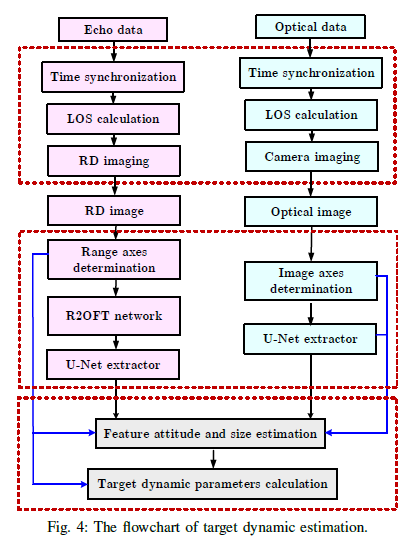 Echo data
Optical data
Time synchronization
Time synchronization
LOS calculation
LOS calculation
RD imaging
Camera imaging
RD image
Optical image
Range axes
determination
Image axes
determination
R2OFT network
U-Net extractor
U-Net extractor
Feature attitude and size estimation
Target dynamic parameters calculation
Fig. 4: The flowchart of target dynamic estimation.